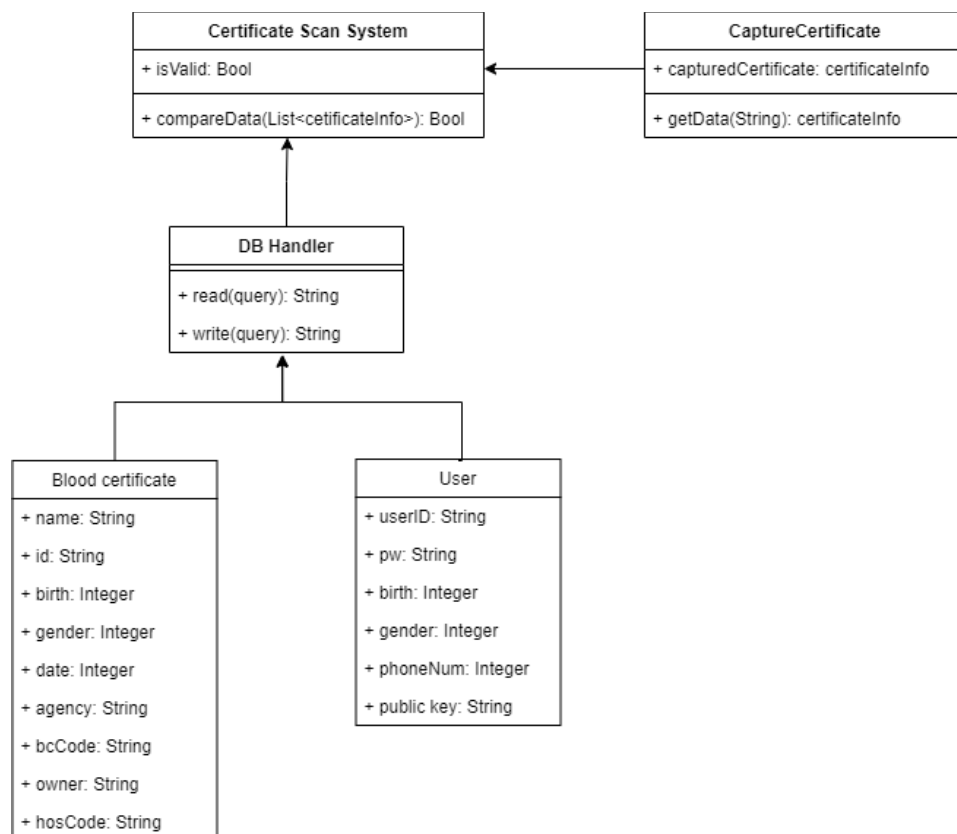 Certificate Scan System
+ isValid: Bool
+ compareData(List<cetificateInfo>): Bool
CaptureCertificate
+ capturedCertificate: certificateInfo
+ getData(String): certificateInfo
DB Handler
+ read(query): String
+ write(query): String
Blood certificate
+ name: String
+ id: String
+ birth: Integer
+ gender: Integer
+ date: Integer
+ agency: String
+ bcCode: String
+ owner: String
+ hosCode: String
User
+ userID: String
+ pw: String
+ birth: Integer
+ gender: Integer
+ phoneNum: Integer
+ public key: String